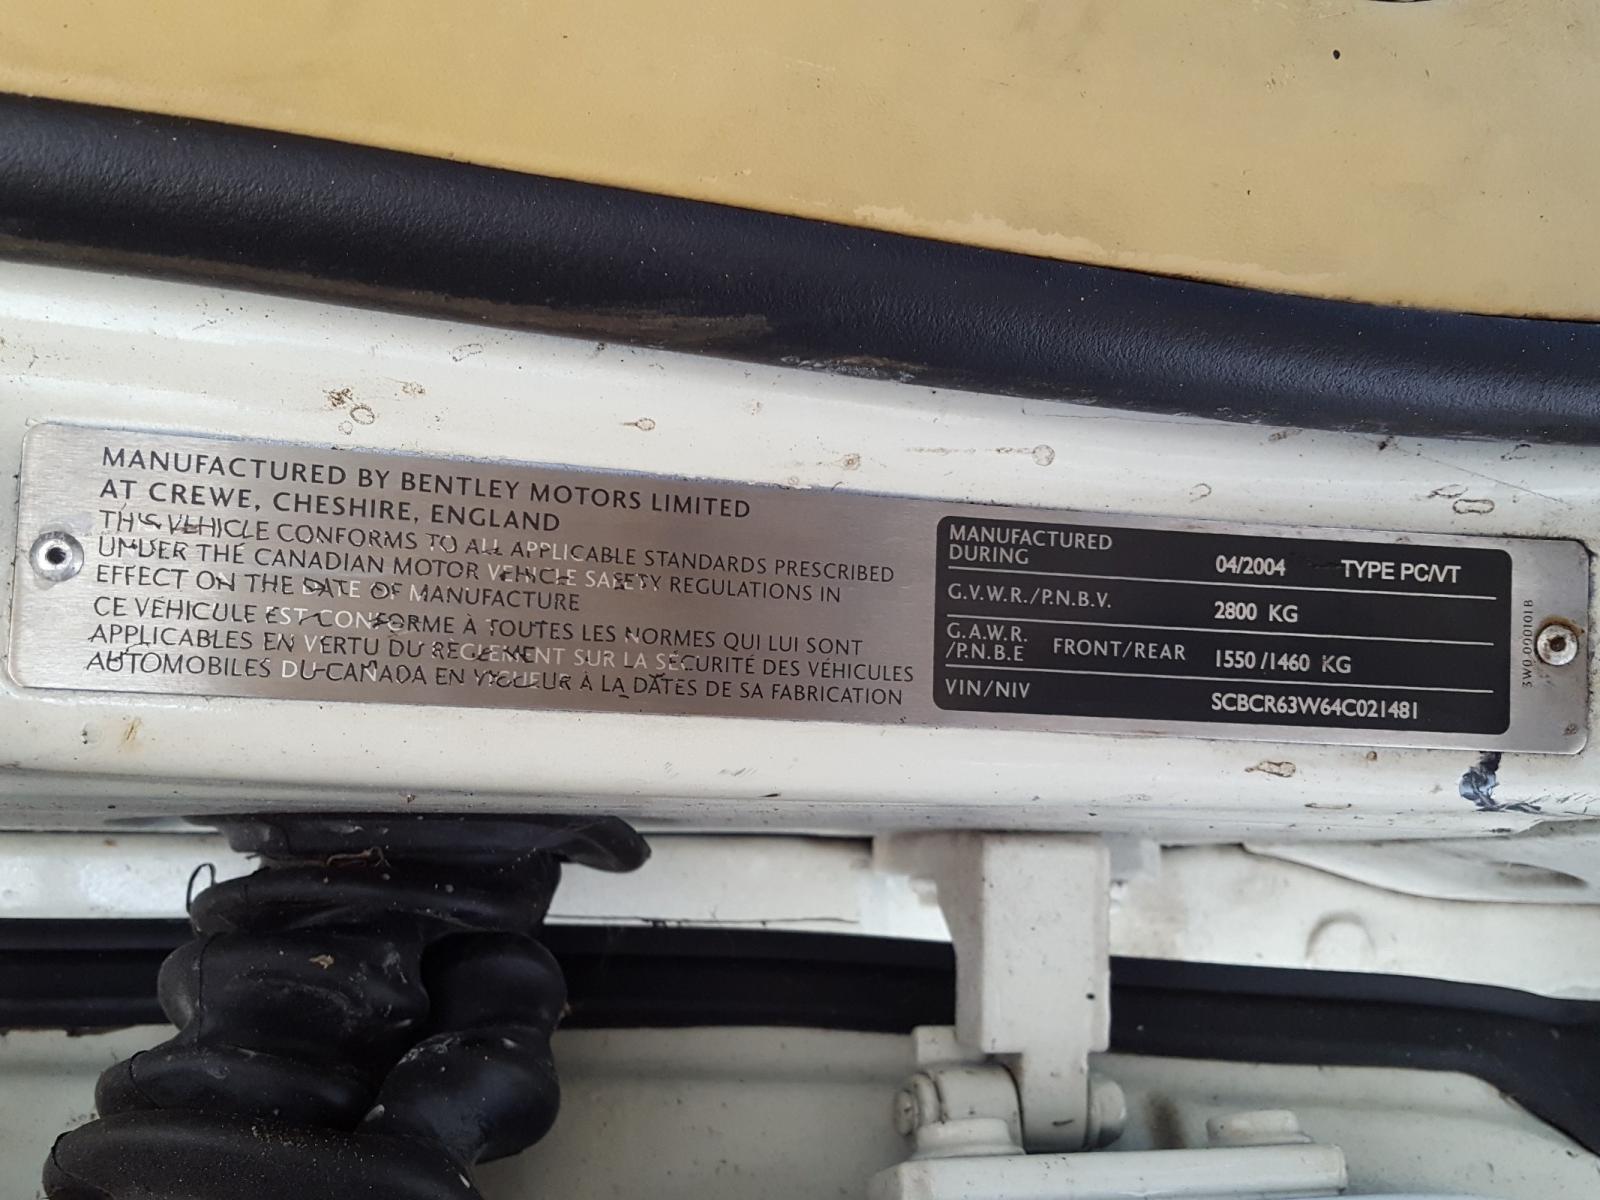 MANUFACTURED BY BENTLEY MOTORS LIMITED
AT CREWE, CHESHIRE, ENGLAND
THIS VEHICLE CONFORMS TO ALL APPLICABLE STANDARDS PRESCRIBED
UNDER THE CANADIAN MOTOR VEHICLE SAFETY REGULATIONS IN
EFFECT ON THE DATE OF MANUFACTURE
CE VÉHICULE EST CONFORME À TOUTES LES NORMES QUI LUI SONT
APPLICABLES EN VERTU DU RÈGLEMENT SUR LA SÉCURITÉ DES VÉHICULES
AUTOMOBILES DU CANADA EN VIGUEUR À LA DATES DE SA FABRICATION
MANUFACTURED
DURING 04/2004 TYPE PC/VT
G.V.W.R./P.N.B.V. 2800 KG
G.A.W.R.
/P.N.B.E FRONT/REAR 1550/1460 KG
VIN/NIV SCBCR63W64C021481
3W0 000101B